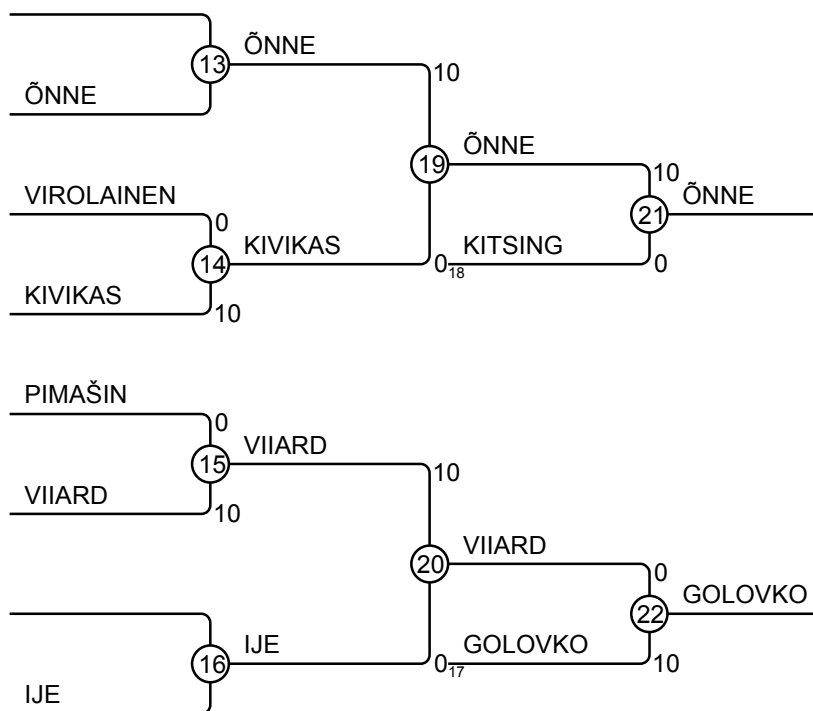 13 ÕNNE
10
ÕNNE
19 ÕNNE
10
VIROLAINEN
0
21 ÕNNE
14 KIVIKAS
0
18 KITSING
0
KIVIKAS
10
PIMAŠIN
0
15 VIIARD
10
VIIARD
10
20 VIIARD
0
22 GOLOVKO
16 IJE
0
17 GOLOVKO
10
IJE